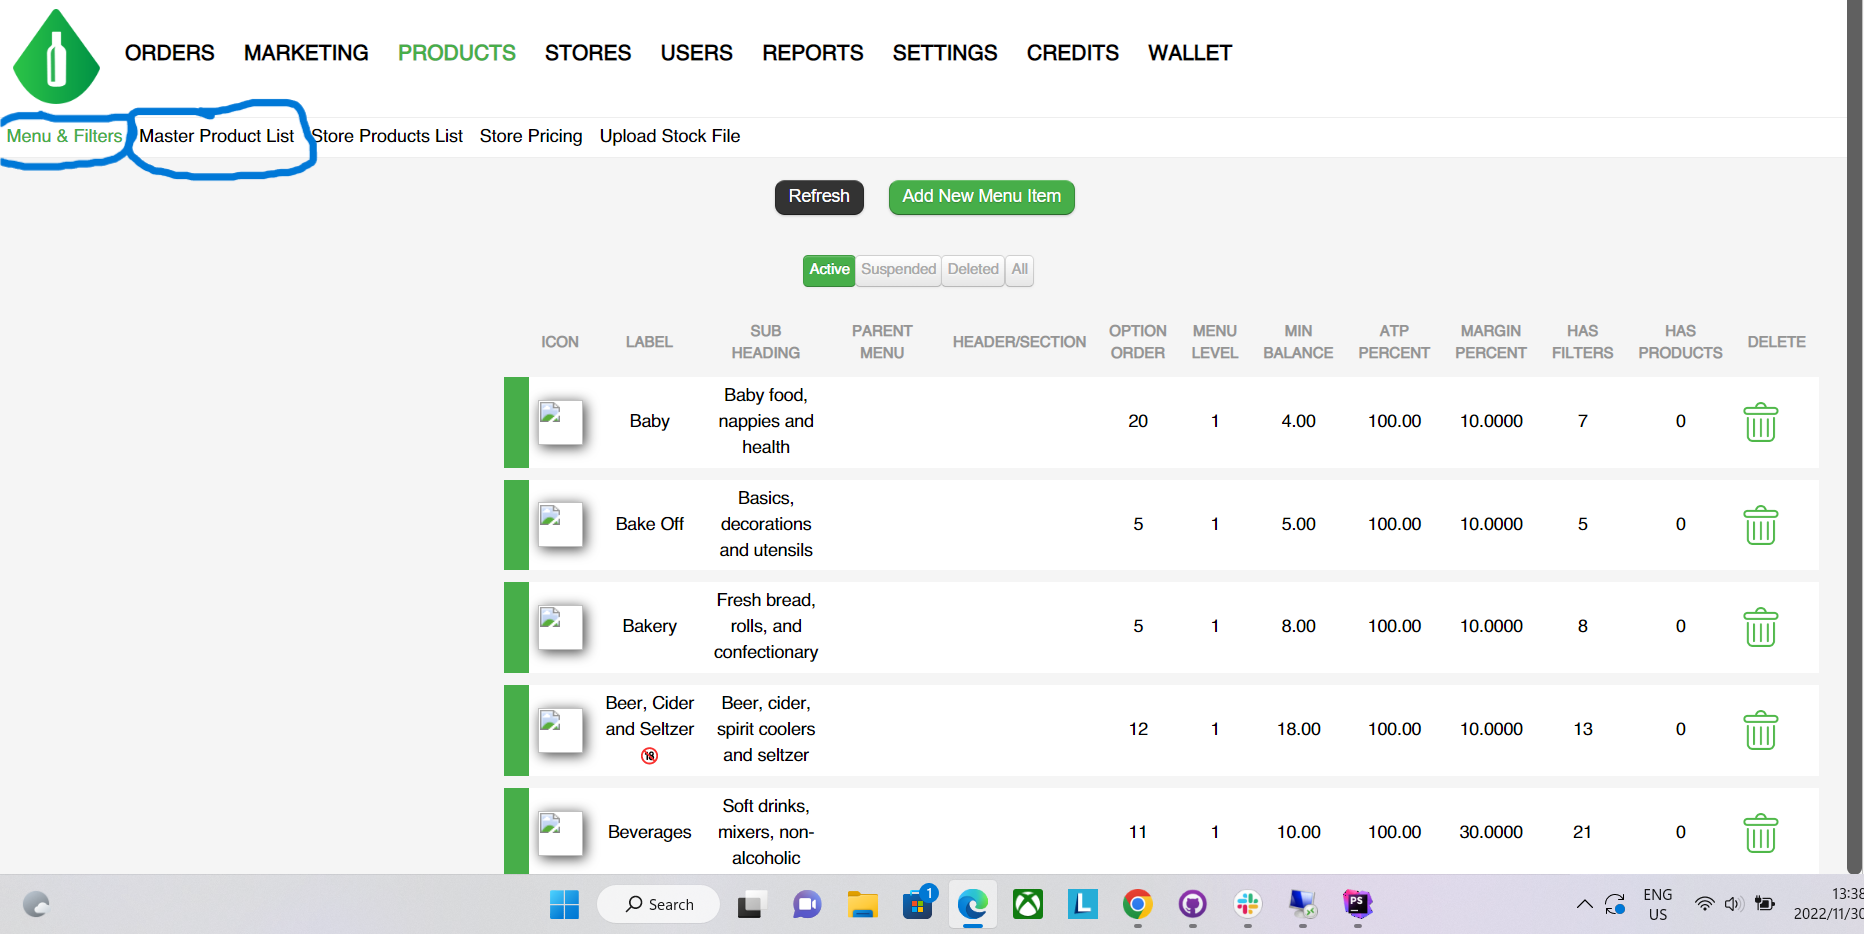 ORDERS MARKETING PRODUCTS STORES USERS REPORTS SETTINGS CREDITS WALLET
Menu & Filters Master Product List Store Products List Store Pricing Upload Stock File
Refresh Add New Menu Item
Active Suspended Deleted All
ICON LABEL SUB HEADING PARENT MENU HEADER/SECTION OPTION ORDER MENU LEVEL MIN BALANCE ATP PERCENT MARGIN PERCENT HAS FILTERS HAS PRODUCTS DELETE
Baby
Baby food,
nappies and
health
20 1 4.00 100.00 10.0000 7 0
Bake Off
Basics,
decorations
and utensils
5 1 5.00 100.00 10.0000 5 0
Bakery
Fresh bread,
rolls, and
confectionary
5 1 8.00 100.00 10.0000 8 0
Beer, Cider
and Seltzer
18
Beer, cider,
spirit coolers
and seltzer
12 1 18.00 100.00 10.0000 13 0
Beverages
Soft drinks,
mixers, non-
alcoholic
11 1 10.00 100.00 30.0000 21 0
Search 1 L PS
ENG
US
13:38
2022/11/30